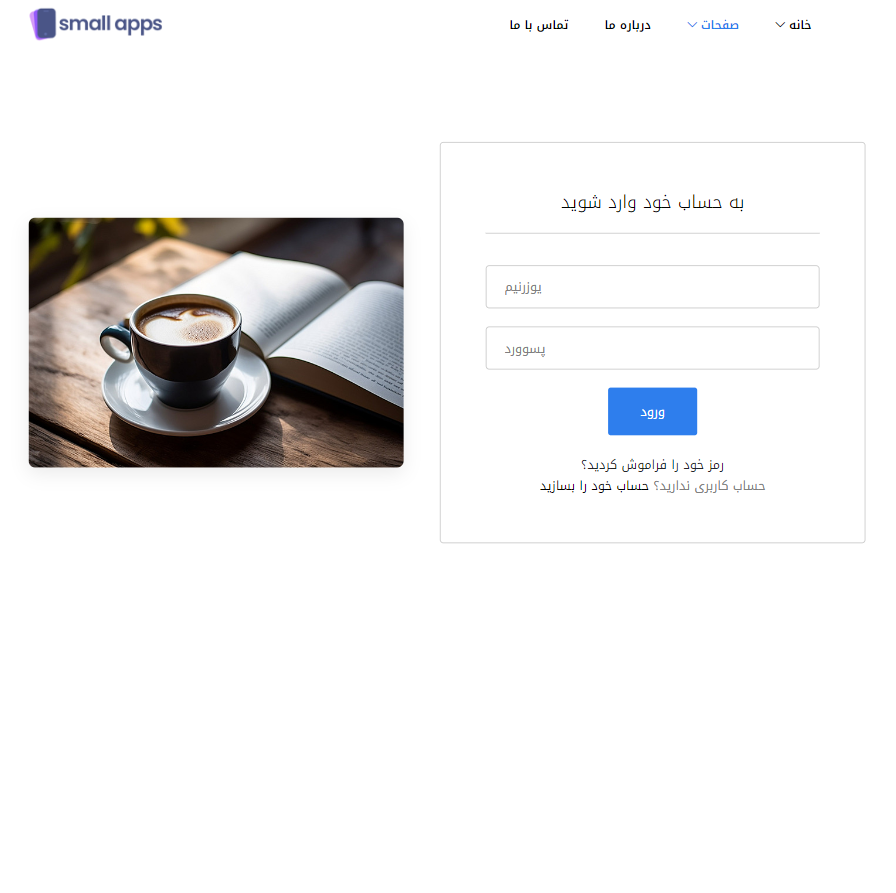 small apps
خانه
صفحات
درباره ما
تماس با ما
به حساب خود وارد شوید
یوزرنیم
پسوورد
ورود
رمز خود را فراموش کردید؟
حساب کاربری ندارید؟ حساب خود را بسازید